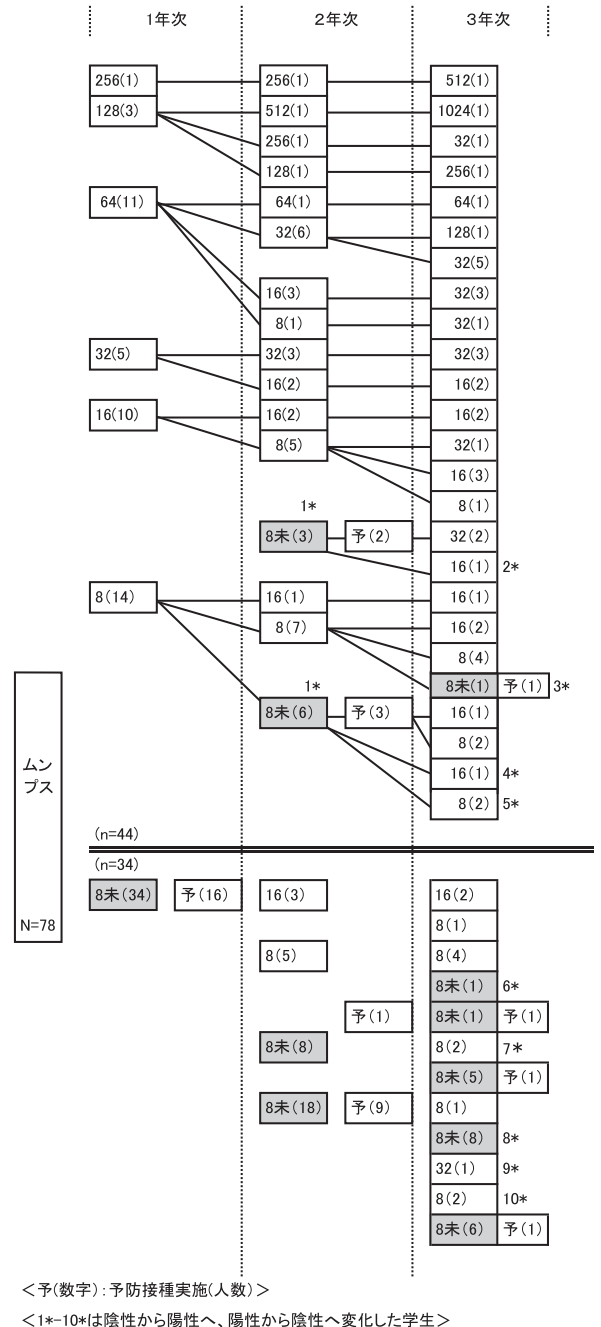 1年次 2年次 3年次
256(1) 256(1) 512(1)
128(3) 512(1) 1024(1)
256(1) 32(1)
128(1) 256(1)
64(11) 64(1) 64(1)
32(6) 128(1)
32(5)
16(3) 32(3)
8(1) 32(1)
32(5) 32(3) 32(3)
16(2) 16(2)
16(10) 16(2) 16(2)
8(5) 32(1)
16(3)
8(1)
1*
8未(3) 予(2) 32(2)
16(1) 2*
8(14) 16(1) 16(1)
8(7) 16(2)
8(4)
1* 8未(1) 予(1) 3*
8未(6) 予(3) 16(1)
8(2)
16(1) 4*
8(2) 5*
ムン
プス
N=78
(n=44)
(n=34)
8未(34) 予(16) 16(3) 16(2)
8(1)
8(5) 8(4)
8未(1) 6*
予(1) 8未(1) 予(1)
8未(8) 8(2) 7*
8未(5) 予(1)
8未(18) 予(9) 8(1)
8未(8) 8*
32(1) 9*
8(2) 10*
8未(6) 予(1)
＜予(数字):予防接種実施(人数)＞
＜1*-10*は陰性から陽性へ、陽性から陰性へ変化した学生＞